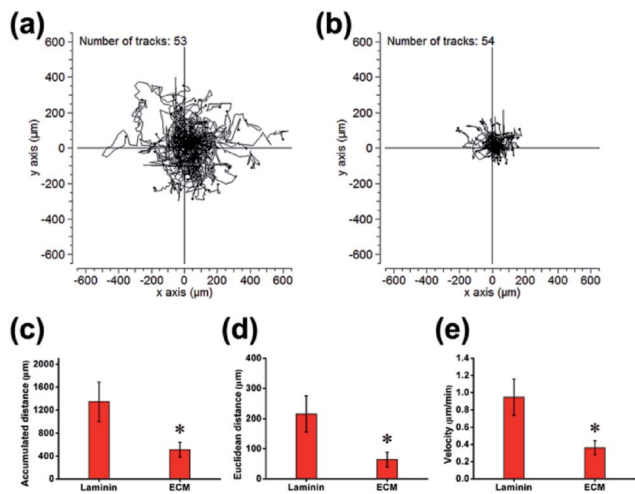 (a)
Number of tracks: 53
600
400
200
0
-200
-400
-600
y axis (µm)
-600 -400 -200 0 200 400 600
x axis (µm)
(b)
Number of tracks: 54
600
400
200
0
-200
-400
-600
y axis (µm)
-600 -400 -200 0 200 400 600
x axis (µm)
(c)
2000
1600
1200
800
400
0
Accumulated distance (µm)
*
Laminin ECM
(d)
400
300
200
100
0
Euclidean distance (µm)
*
Laminin ECM
(e)
1.4
1.2
1.0
0.8
0.6
0.4
0.2
0.0
Velocity (µm/min)
*
Laminin ECM